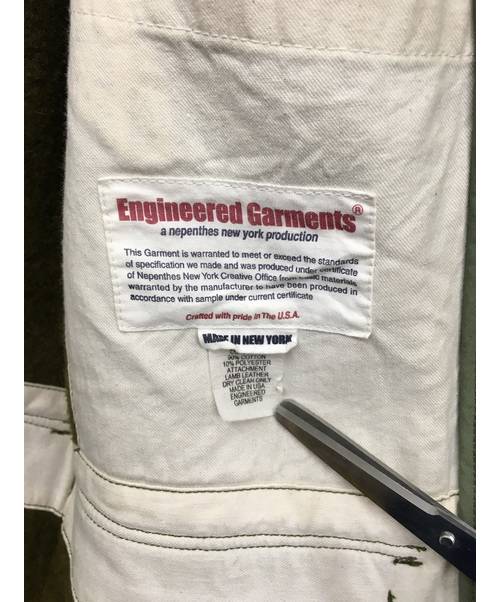 Engineered Garments®
a nepenthes new york production
This Garment is warranted to meet or exceed the standards
of specification we made and was produced under certificate
of Nepenthes New York Creative Office from basic materials
warranted by the manufacturer to have been produced in
accordance with sample under current certificate
Crafted with pride in The U.S.A.
MADE IN NEW YORK
90% COTTON
10% POLYESTER
ATTACHMENT
LAMB LEATHER
DRY CLEAN ONLY
MADE IN USA
ENGINEERED
GARMENTS